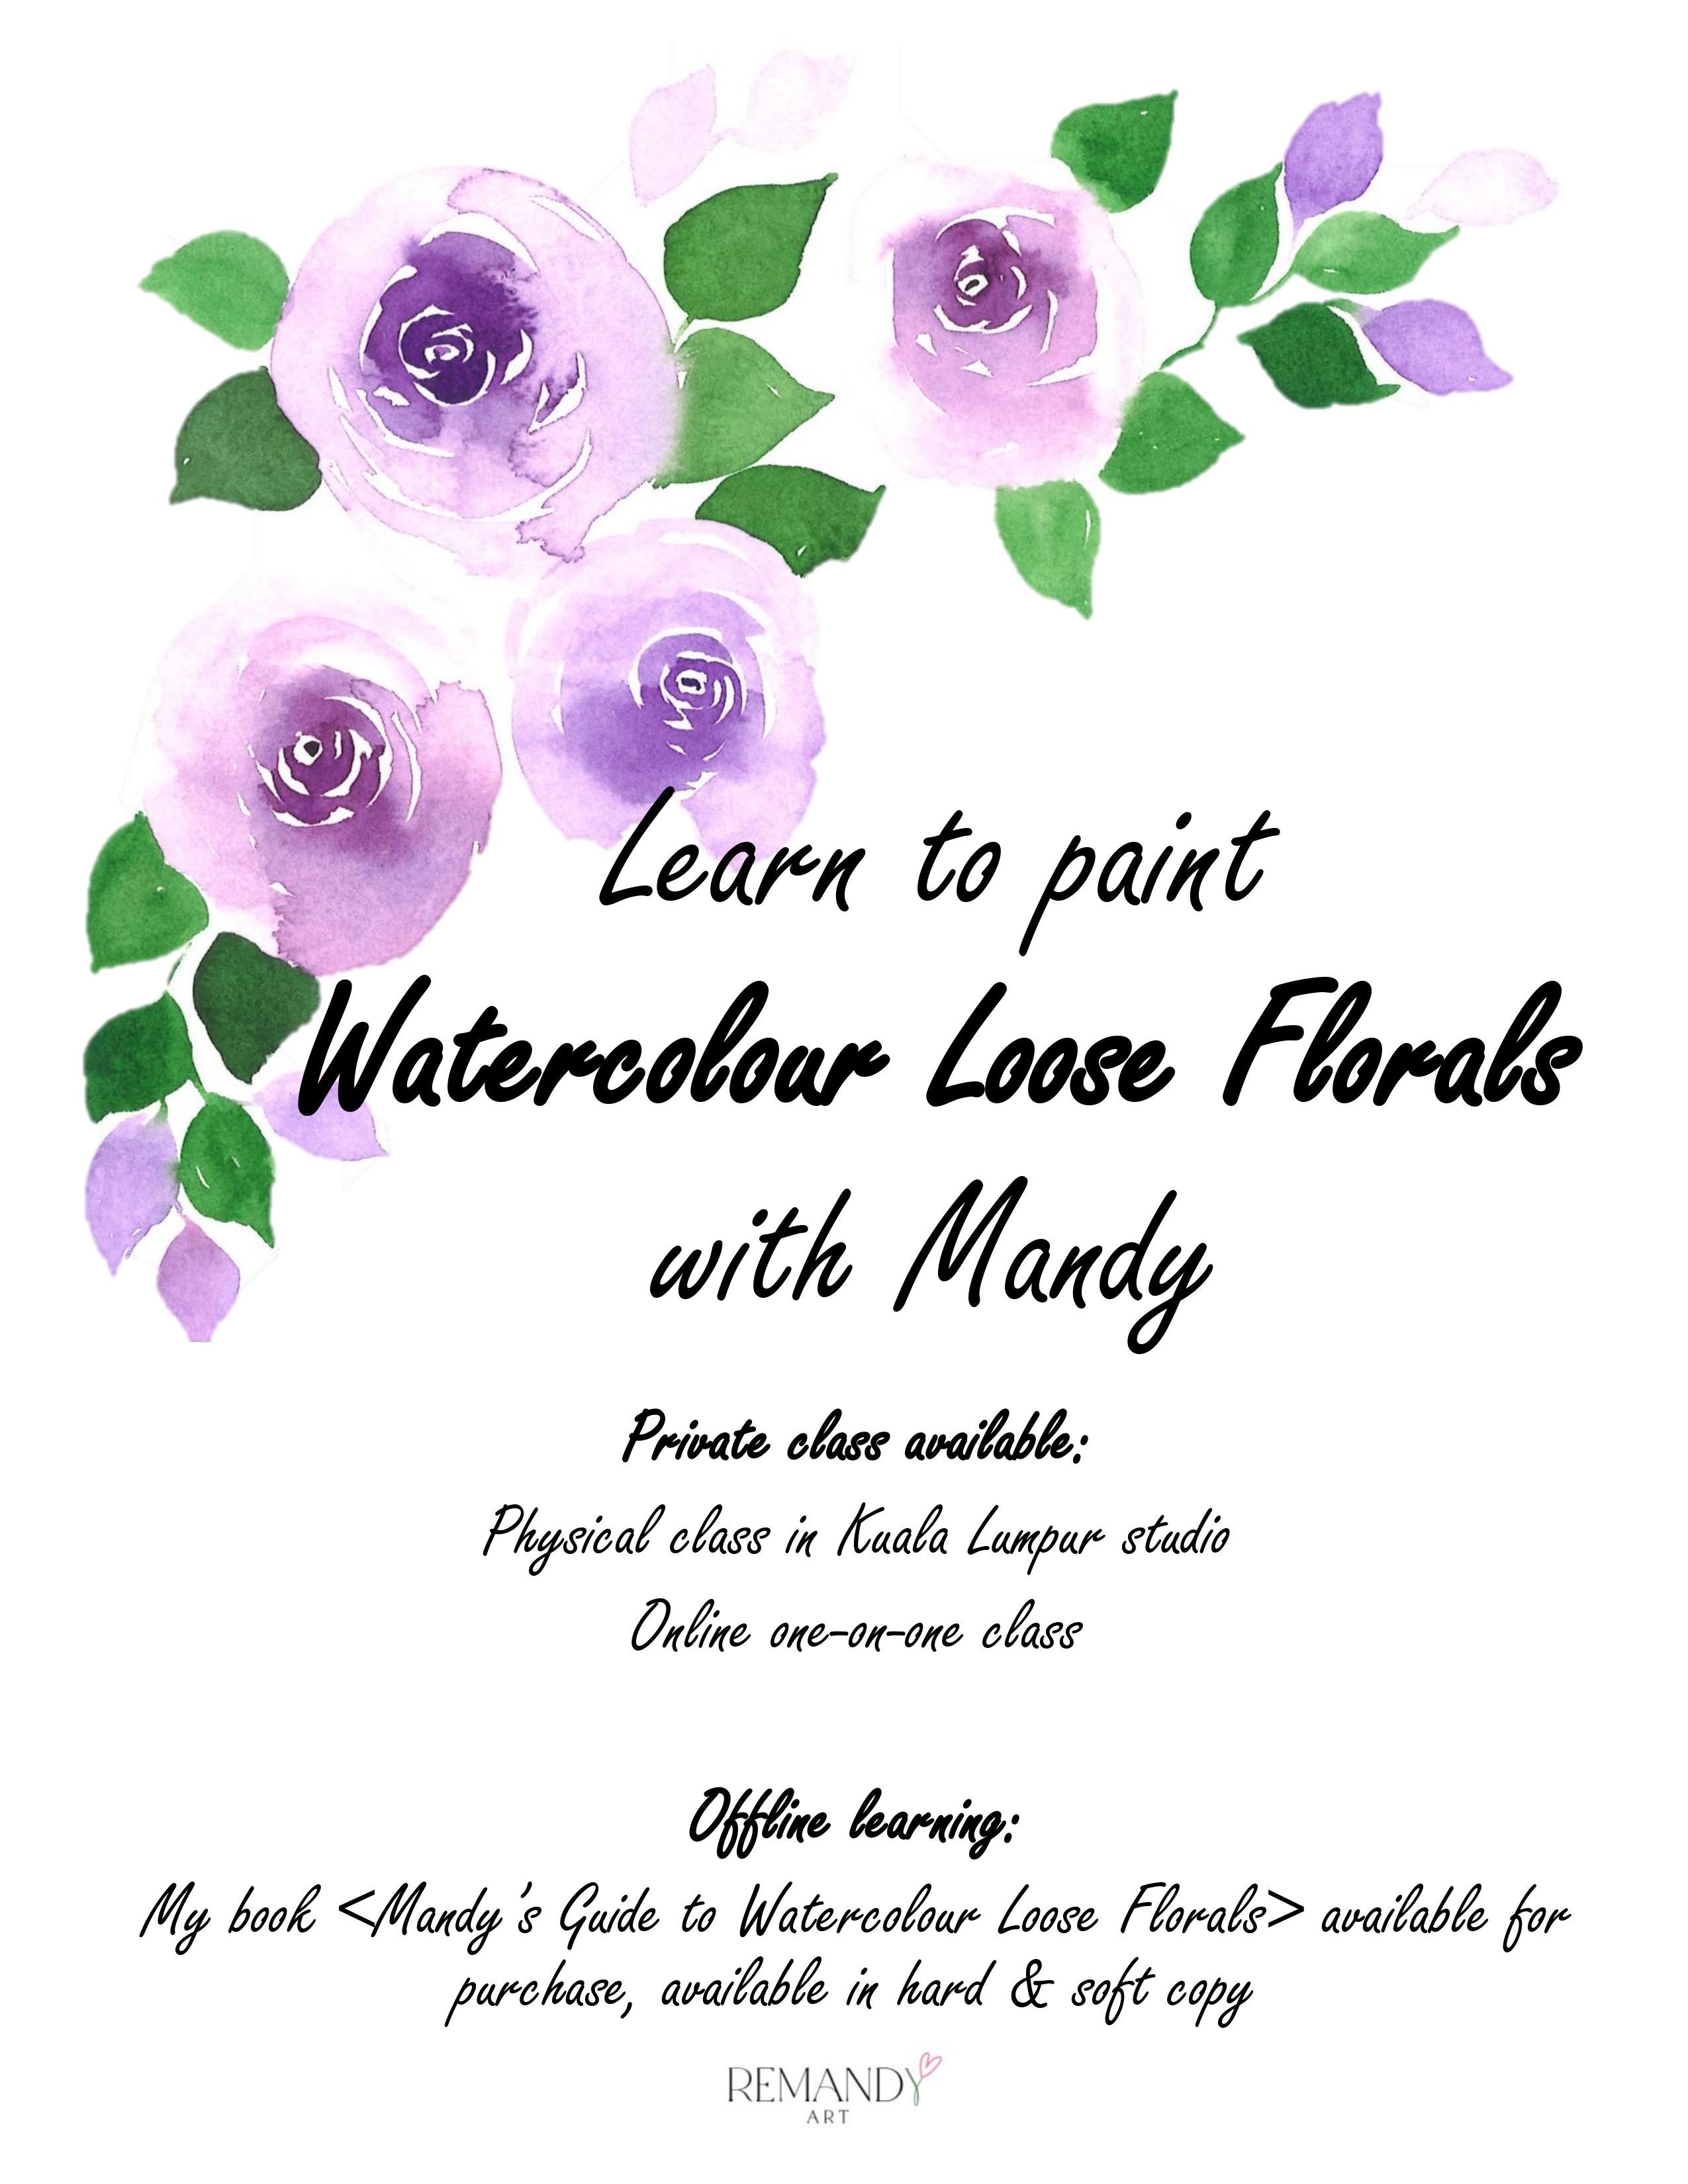 Learn to paint
Watercolour Loose Florals
with Mandy
Private class available:
Physical class in Kuala Lumpur studio
Online one-on-one class
Offline learning:
My book <Mandy's Guide to Watercolour Loose Florals> available for
purchase, available in hard & soft copy
REMANDY
ART